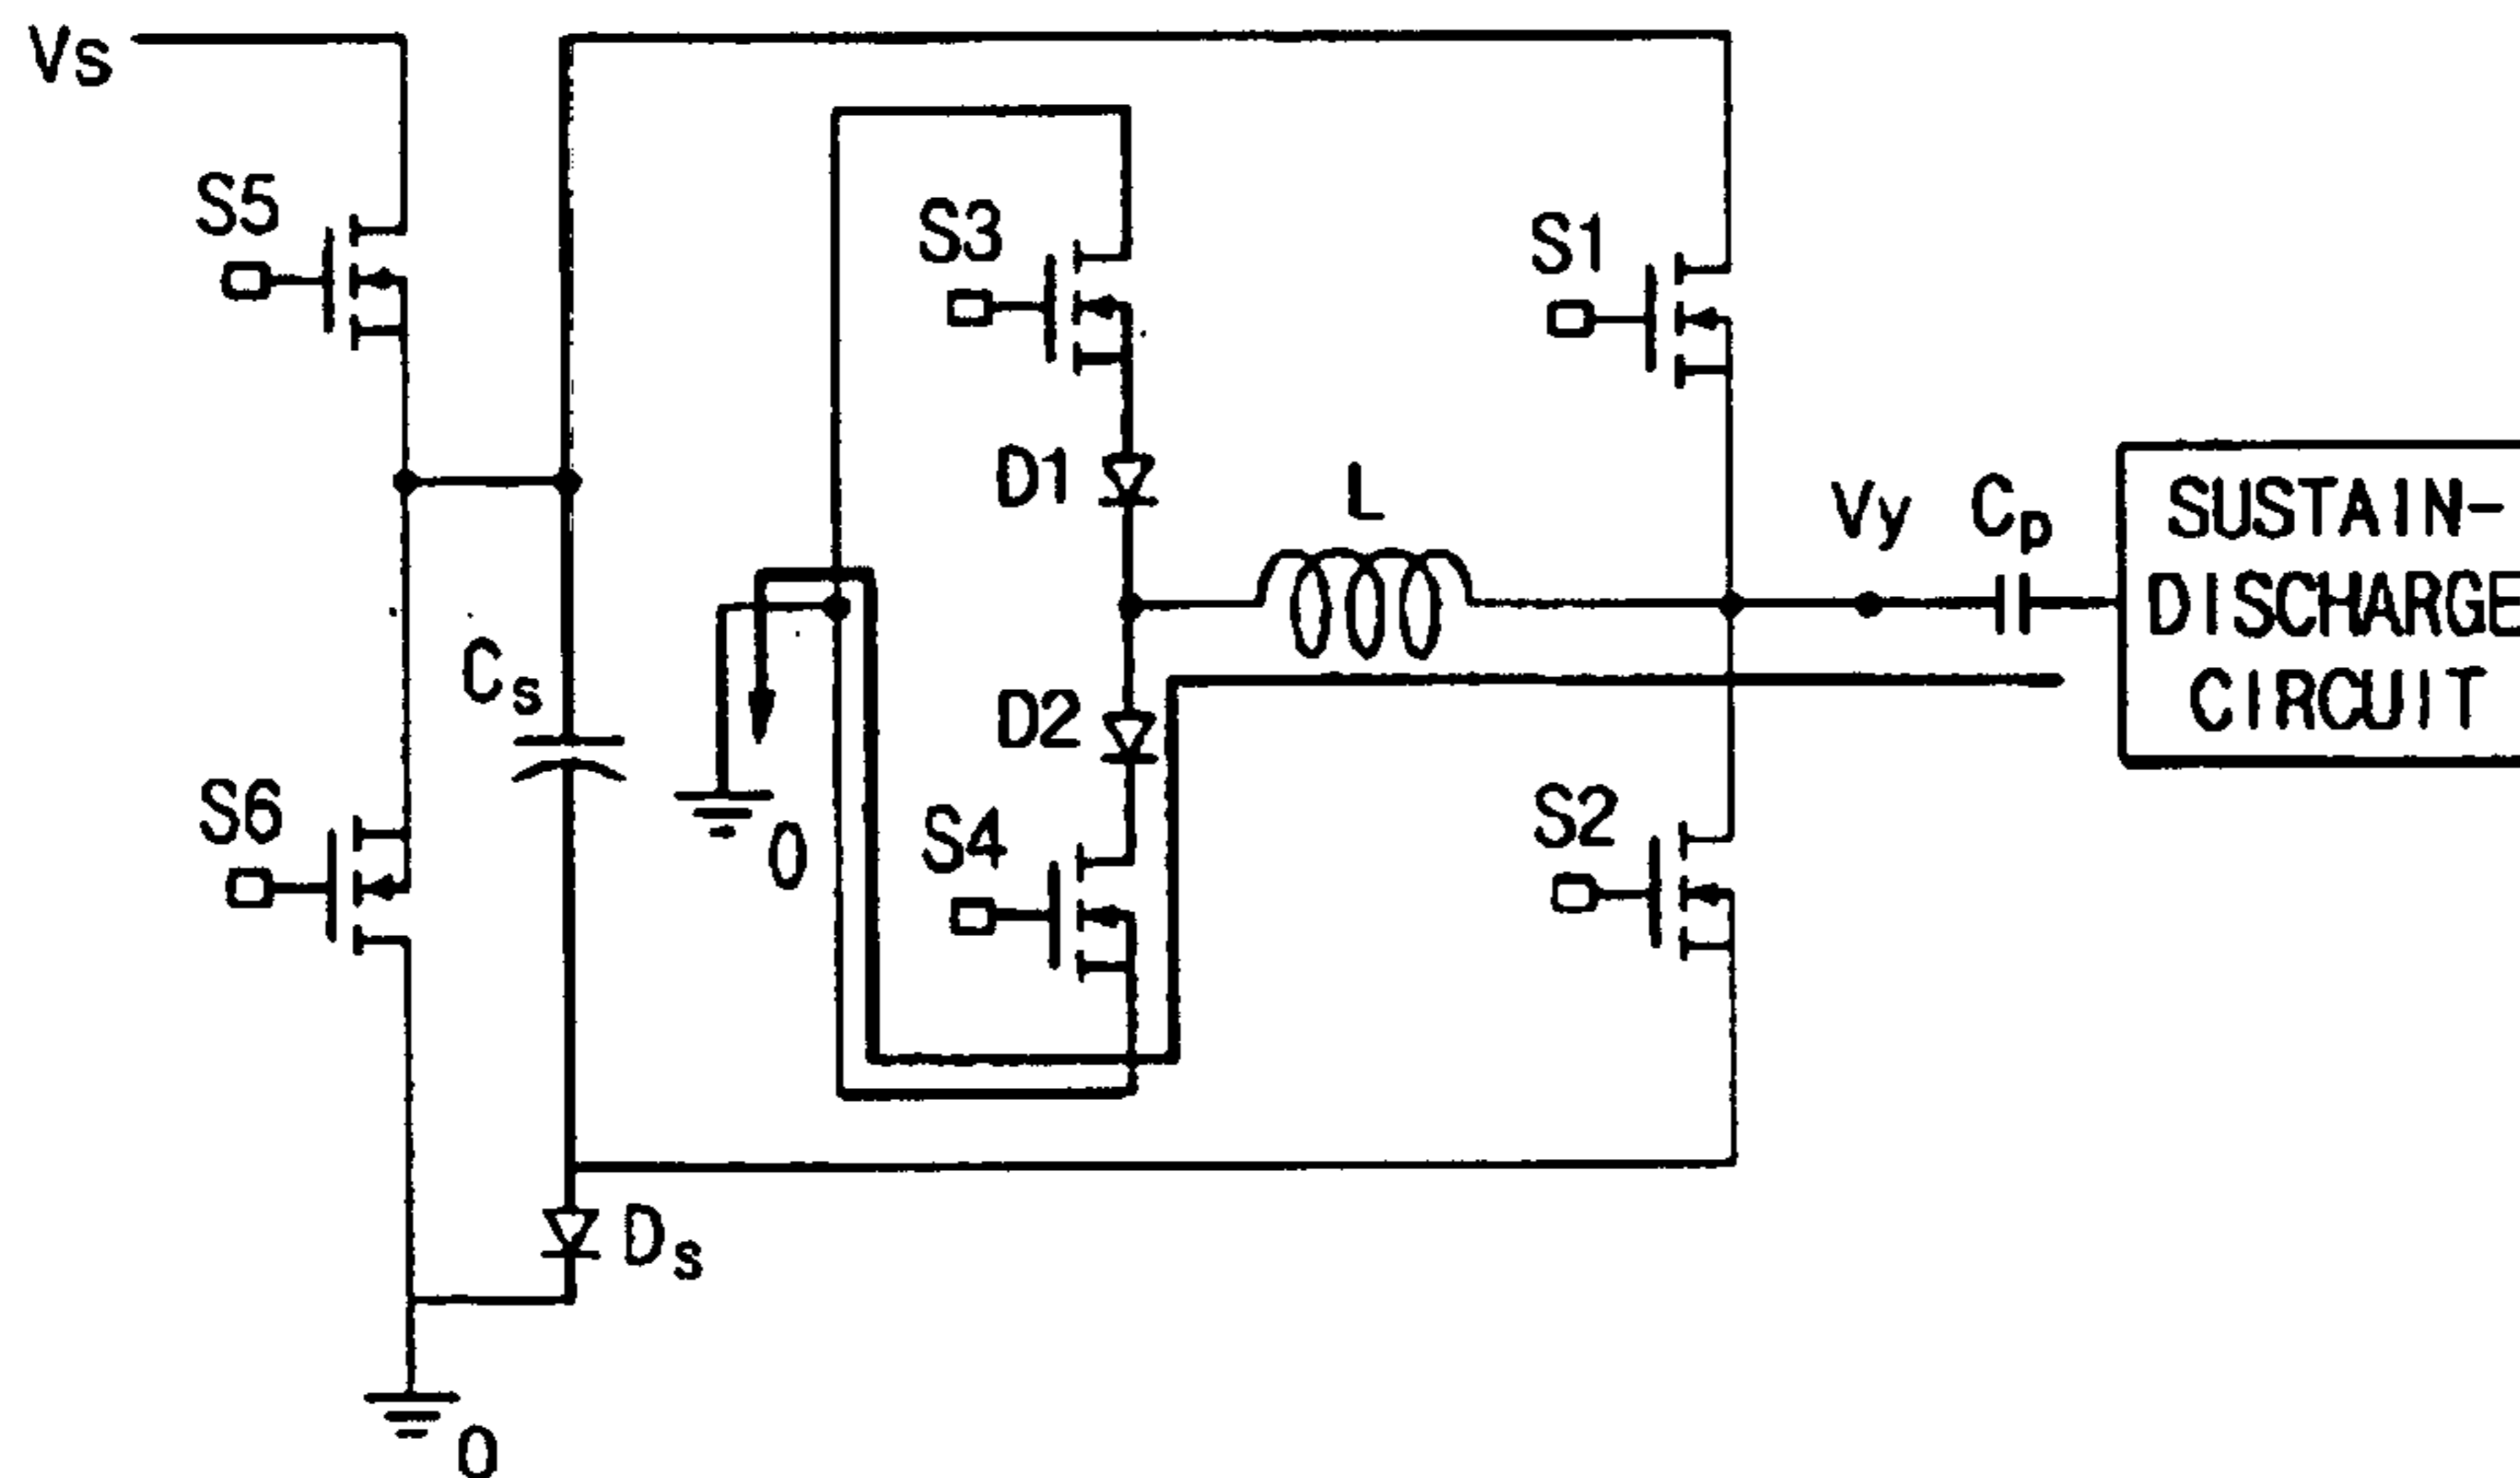 Vs
S5
S3
S1
D1
L
Vy
Cp
SUSTAIN-
DISCHARGE
CIRCUIT
Cs
D2
S6
S4
S2
0
Ds
0